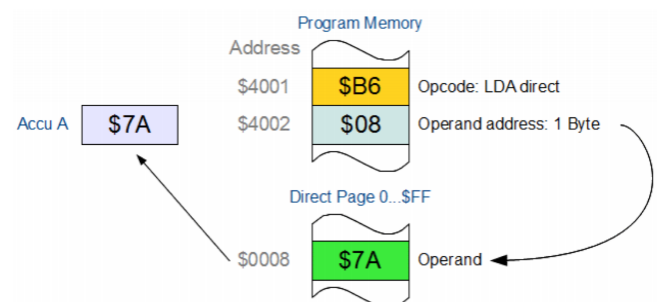 Program Memory
Address
$4001 $B6 Opcode: LDA direct
Accu A $7A $4002 $08 Operand address: 1 Byte
Direct Page 0...$FF
$0008 $7A Operand